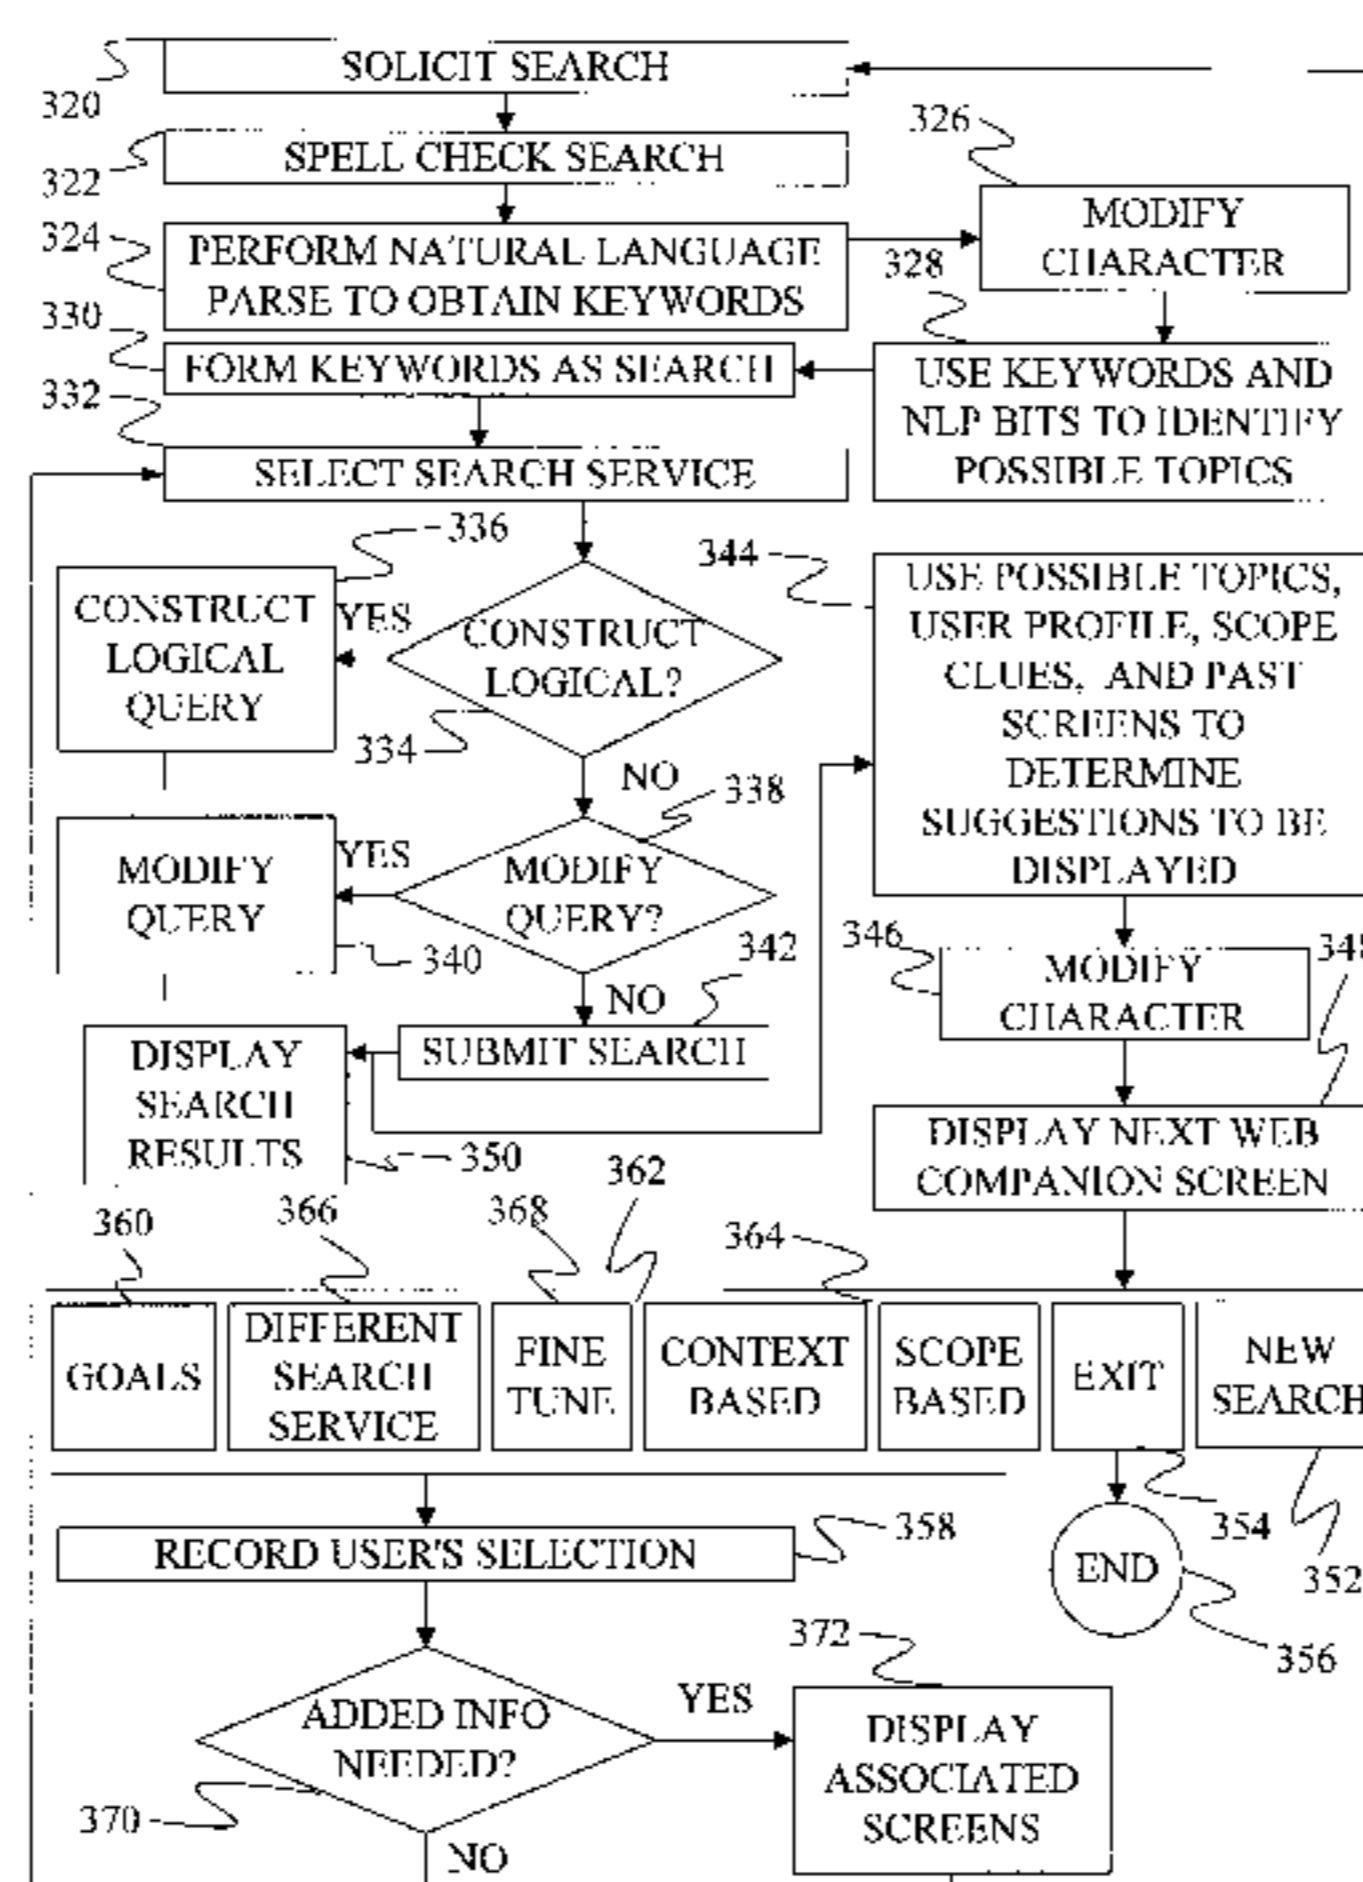 SOLICIT SEARCH
320
SPELL CHECK SEARCH
322
326
MODIFY
CHARACTER
324
PERFORM NATURAL LANGUAGE
PARSE TO OBTAIN KEYWORDS
328
330
FORM KEYWORDS AS SEARCH
USE KEYWORDS AND
NLP BITS TO IDENTIFY
POSSIBLE TOPICS
332
SELECT SEARCH SERVICE
336
CONSTRUCT
LOGICAL
QUERY
YES
CONSTRUCT
LOGICAL?
334
NO
344
USE POSSIBLE TOPICS,
USER PROFILE, SCOPE
CLUES, AND PAST
SCREENS TO
DETERMINE
SUGGESTIONS TO BE
DISPLAYED
338
MODIFY
QUERY
YES
MODIFY
QUERY?
340
342
NO
346
MODIFY
CHARACTER
SUBMIT SEARCH
DISPLAY
SEARCH
RESULTS
350
DISPLAY NEXT WEB
COMPANION SCREEN
360
366
368
362
364
GOALS
DIFFERENT
SEARCH
SERVICE
FINE
TUNE
CONTEXT
BASED
SCOPE
BASED
EXIT
NEW
SEARCH
RECORD USER'S SELECTION
358
354
352
END
356
372
ADDED INFO
NEEDED?
YES
370
NO
DISPLAY
ASSOCIATED
SCREENS